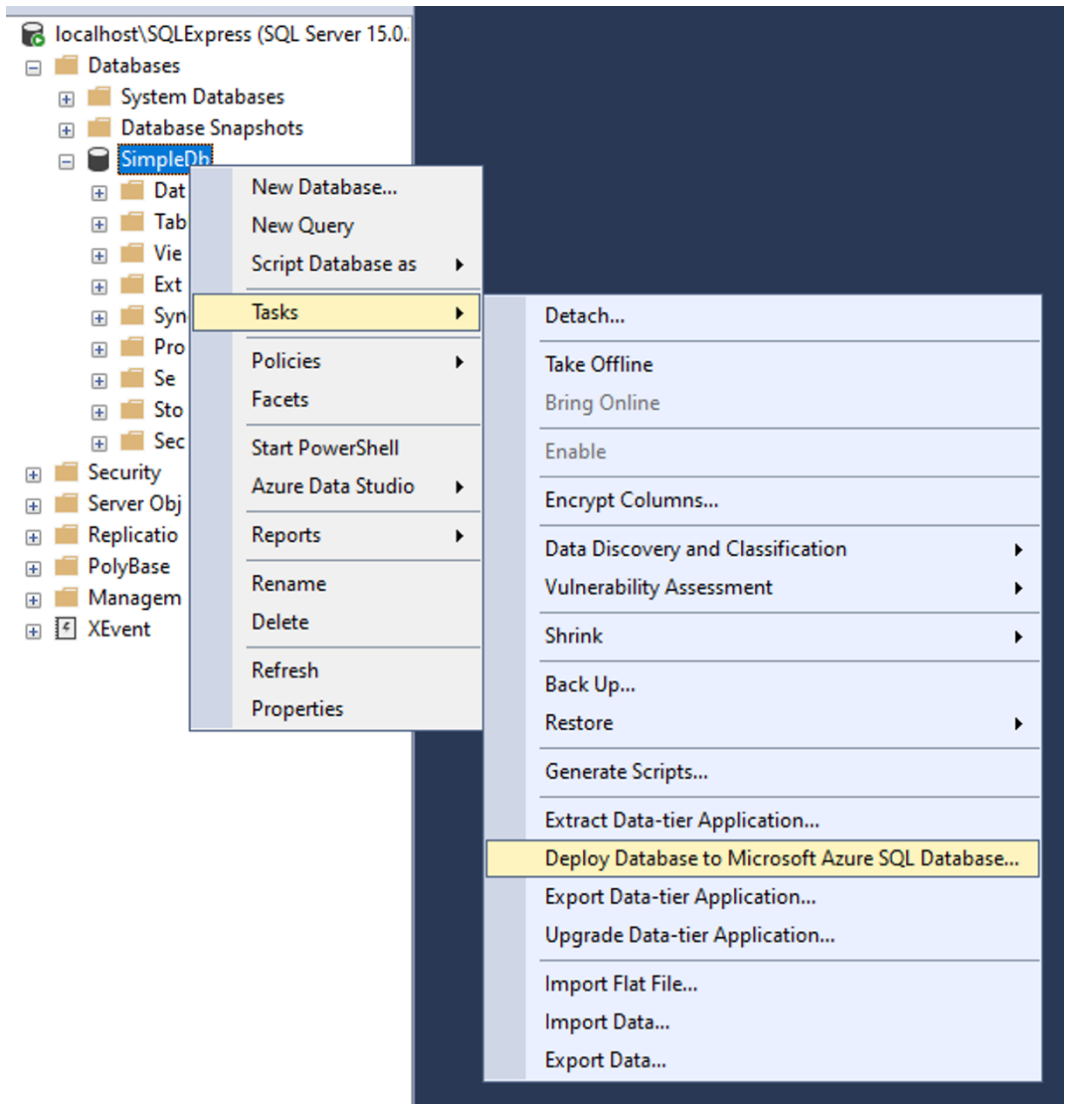 localhost\SQLExpress (SQL Server 15.0.
Databases
System Databases
Database Snapshots
SimpleDb
Dat
Tab
Vie
Ext
Syn
Pro
Se
Sto
Sec
Security
Server Obj
Replicatio
PolyBase
Managem
XEvent
New Database...
New Query
Script Database as
Tasks
Policies
Facets
Start PowerShell
Azure Data Studio
Reports
Rename
Delete
Refresh
Properties
Detach...
Take Offline
Bring Online
Enable
Encrypt Columns...
Data Discovery and Classification
Vulnerability Assessment
Shrink
Back Up...
Restore
Generate Scripts...
Extract Data-tier Application...
Deploy Database to Microsoft Azure SQL Database...
Export Data-tier Application...
Upgrade Data-tier Application...
Import Flat File...
Import Data...
Export Data...